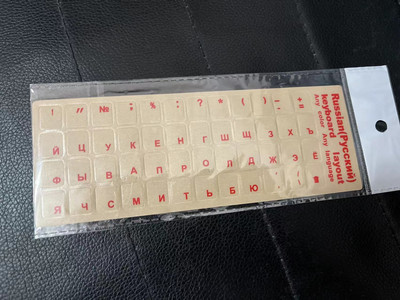 ! " № ; % : ? * ( ) - +
Й Ц У К Е Н Г Ш Щ З Х Ъ
Ф Ы В А П Р О Л Д Ж Э
Я Ч С М И Т Ь Б Ю
Russian(Русский)
keyboard layout
Any color Any language